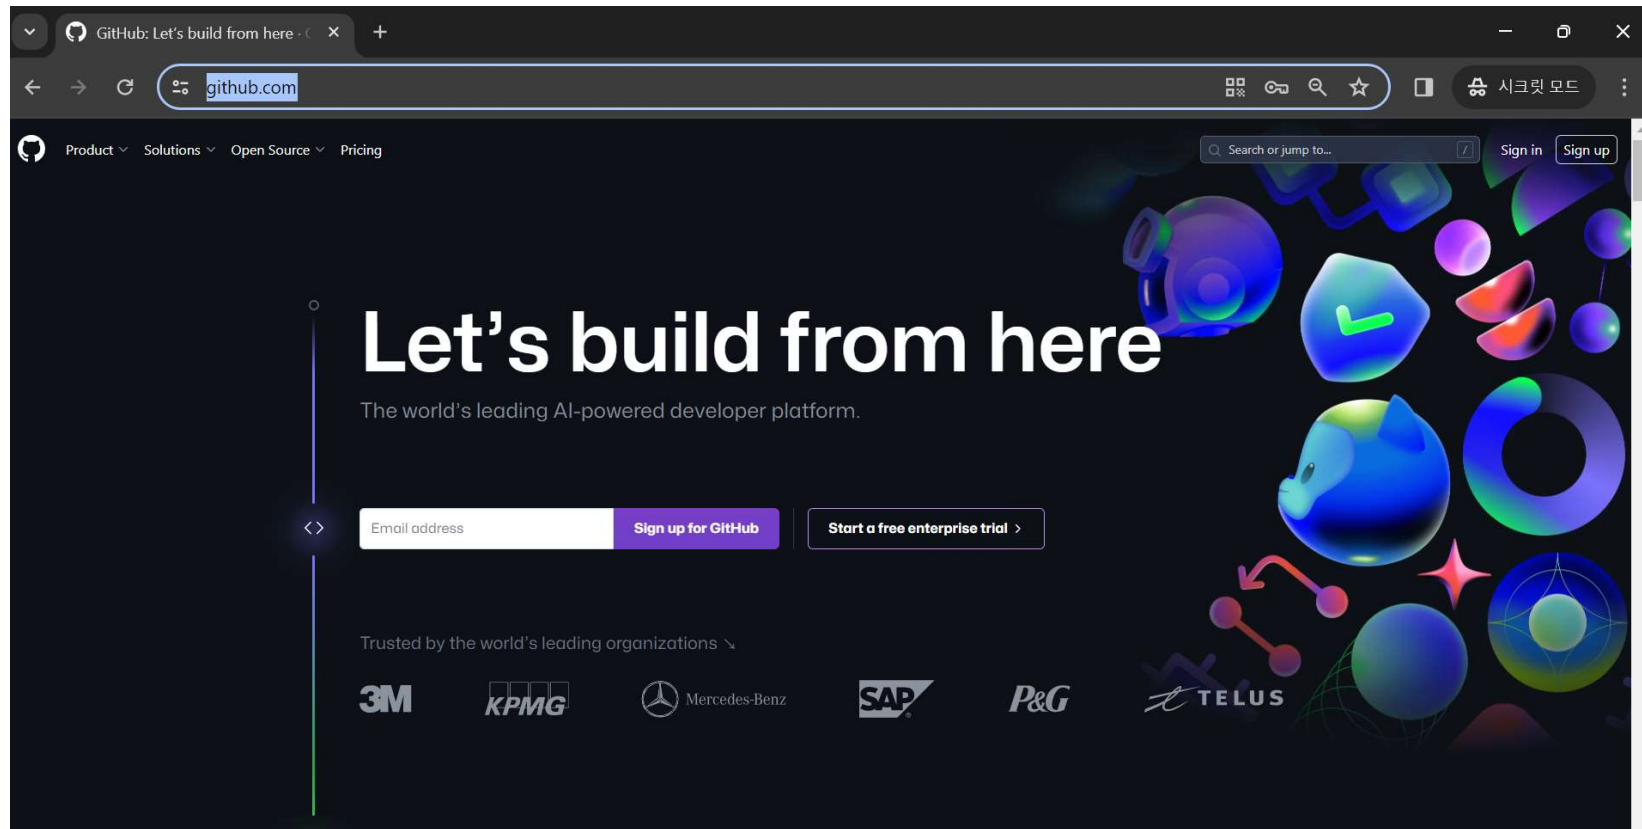 GitHub: Let's build from here ·
github.com
시크릿 모드
Product Solutions Open Source Pricing
Search or jump to... /
Sign in Sign up
Let's build from here
The world's leading AI-powered developer platform.
Email address Sign up for GitHub Start a free enterprise trial
Trusted by the world's leading organizations ↘
3M KPMG Mercedes-Benz SAP P&G TELUS